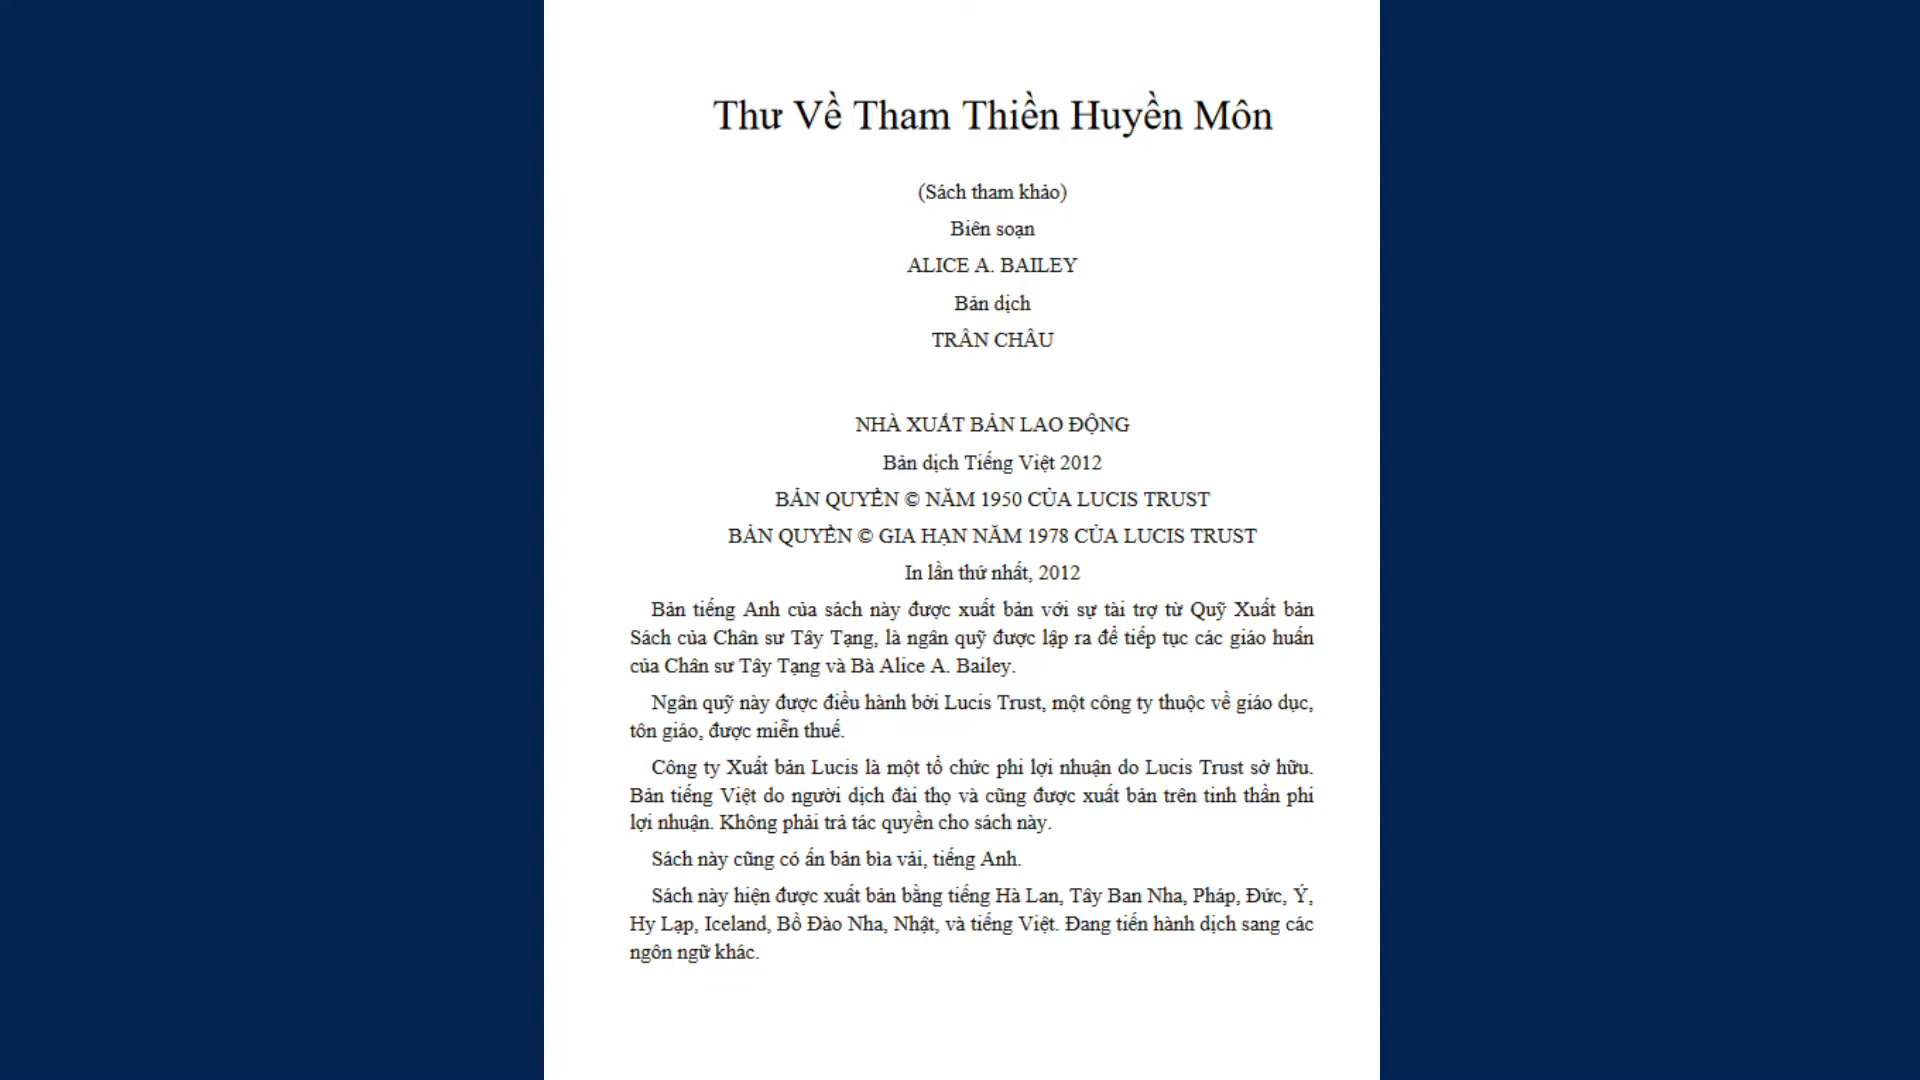 Thư Về Tham Thiền Huyền Môn
(Sách tham khảo)
Biên soạn
ALICE A. BAILEY
Bản dịch
TRÂN CHÂU
NHÀ XUẤT BẢN LAO ĐỘNG
Bản dịch Tiếng Việt 2012
BẢN QUYỀN © NĂM 1950 CỦA LUCIS TRUST
BẢN QUYỀN © GIA HẠN NĂM 1978 CỦA LUCIS TRUST
In lần thứ nhất, 2012
Bản tiếng Anh của sách này được xuất bản với sự tài trợ từ Quỹ Xuất bản
Sách của Chân sư Tây Tạng, là ngân quỹ được lập ra để tiếp tục các giáo huấn
của Chân sư Tây Tạng và Bà Alice A. Bailey.
Ngân quỹ này được điều hành bởi Lucis Trust, một công ty thuộc về giáo dục,
tôn giáo, được miễn thuế.
Công ty Xuất bản Lucis là một tổ chức phi lợi nhuận do Lucis Trust sở hữu.
Bản tiếng Việt do người dịch đài thọ và cũng được xuất bản trên tinh thần phi
lợi nhuận. Không phải trả tác quyền cho sách này.
Sách này cũng có ấn bản bìa vải, tiếng Anh.
Sách này hiện được xuất bản bằng tiếng Hà Lan, Tây Ban Nha, Pháp, Đức, Ý,
Hy Lạp, Iceland, Bồ Đào Nha, Nhật, và tiếng Việt. Đang tiến hành dịch sang các
ngôn ngữ khác.